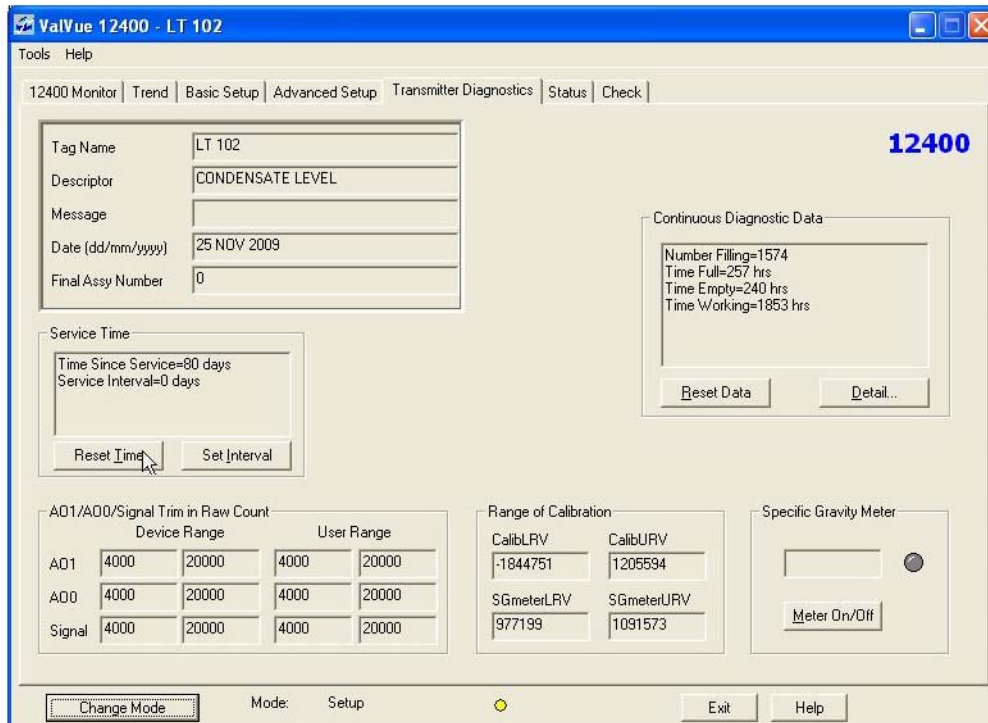 ValVue 12400 - LT 102
Tools Help
12400 Monitor Trend Basic Setup Advanced Setup Transmitter Diagnostics Status Check
Tag Name LT 102
Descriptor CONDENSATE LEVEL
Message
Date (dd/mm/yyyy) 25 NOV 2009
Final Assy Number 0
12400
Continuous Diagnostic Data
Number Filling=1574
Time Full=257 hrs
Time Empty=240 hrs
Time Working=1853 hrs
Reset Data Detail...
Service Time
Time Since Service=80 days
Service Interval=0 days
Reset Time Set Interval
AO1/AO0/Signal Trim in Raw Count
Device Range User Range
AO1 4000 20000 4000 20000
AO0 4000 20000 4000 20000
Signal 4000 20000 4000 20000
Range of Calibration
CalibLRV CalibURV
-1844751 1205594
SGmeterLRV SGmeterURV
977199 1091573
Specific Gravity Meter
Meter On/Off
Change Mode Mode: Setup Exit Help